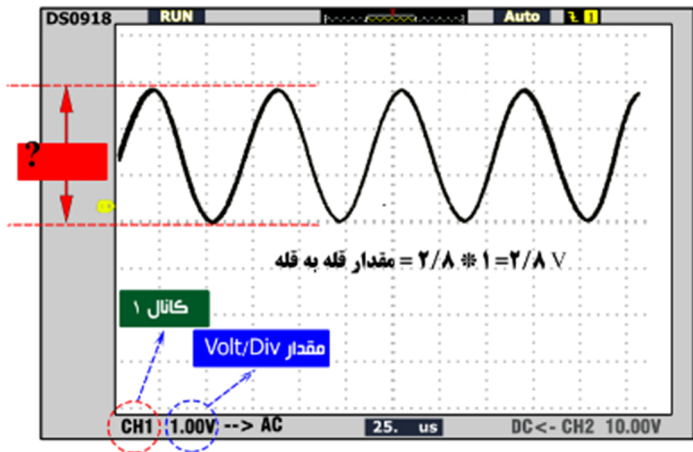 DS0918 RUN Auto 1
?
مقدار قله به قله = ۲/۸ * ۱ = ۲/۸ V
کانال ۱
مقدار Volt/Div
CH1 1.00V --> AC 25. us DC<- CH2 10.00V